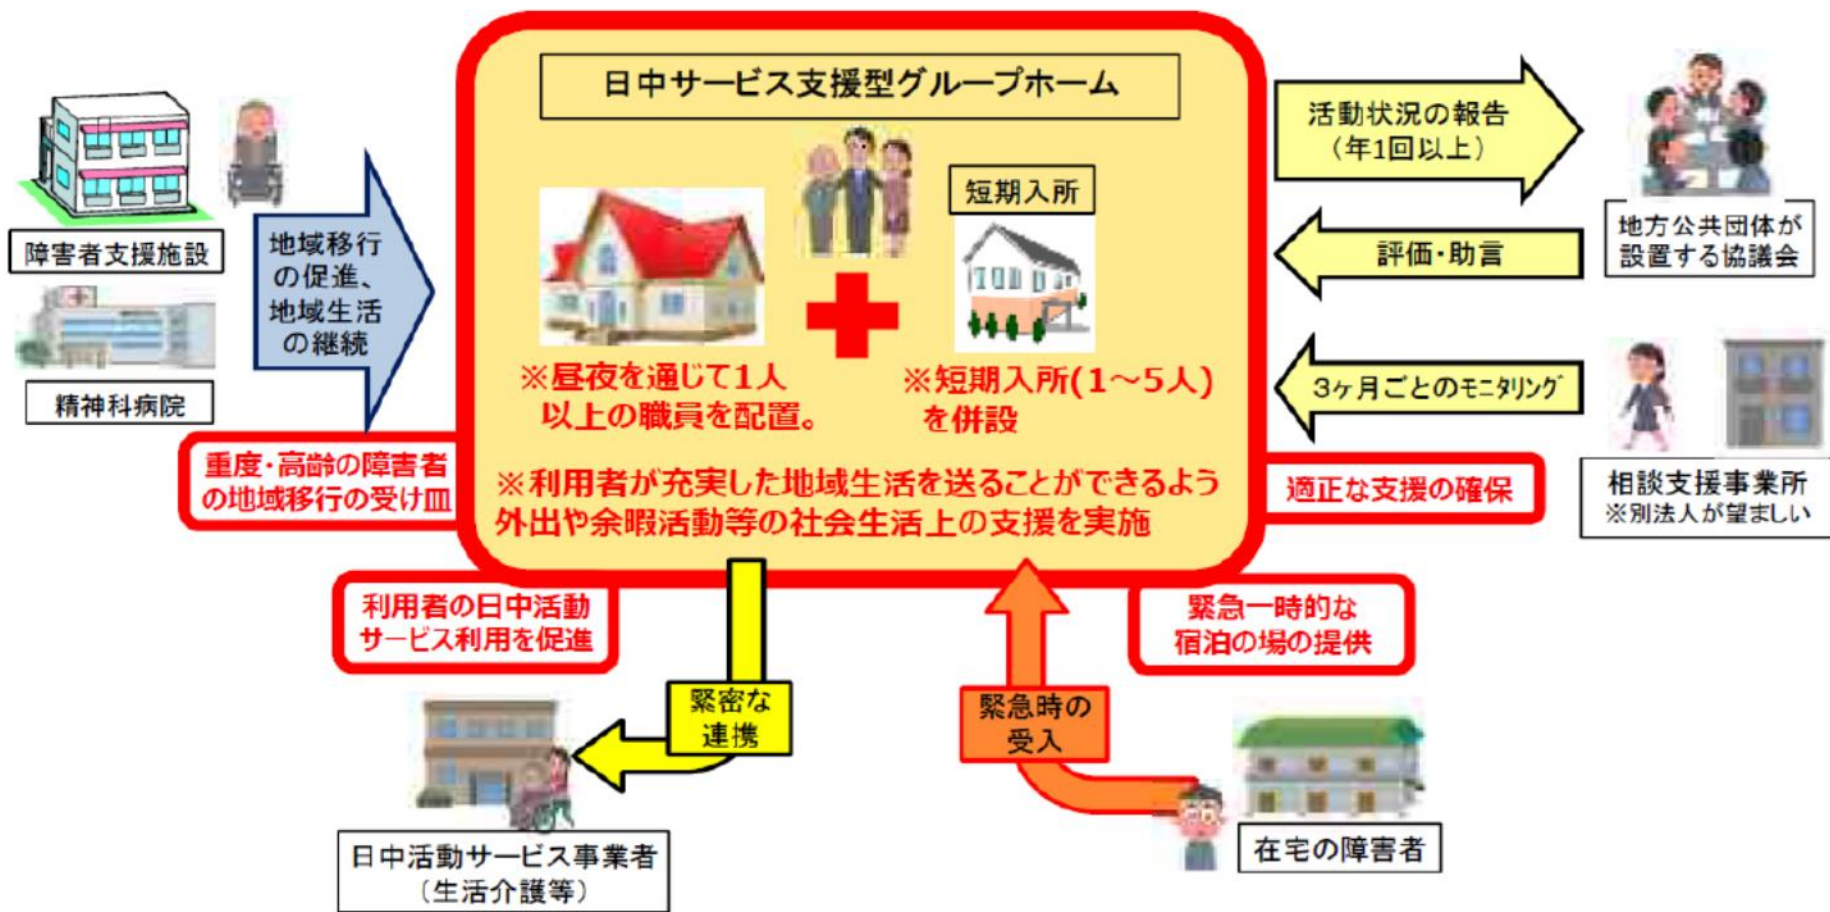 日中サービス支援型グループホーム
短期入所
※昼夜を通じて1人
以上の職員を配置。
※短期入所(1～5人)
を併設
※利用者が充実した地域生活を送ることができるよう
外出や余暇活動等の社会生活上の支援を実施
障害者支援施設
精神科病院
地域移行
の促進、
地域生活
の継続
重度・高齢の障害者
の地域移行の受け皿
活動状況の報告
（年1回以上）
評価・助言
地方公共団体が
設置する協議会
3ヶ月ごとのモニタリング
相談支援事業所
※別法人が望ましい
適正な支援の確保
利用者の日中活動
サービス利用を促進
緊密な
連携
日中活動サービス事業者
（生活介護等）
緊急一時的な
宿泊の場の提供
緊急時の
受入
在宅の障害者